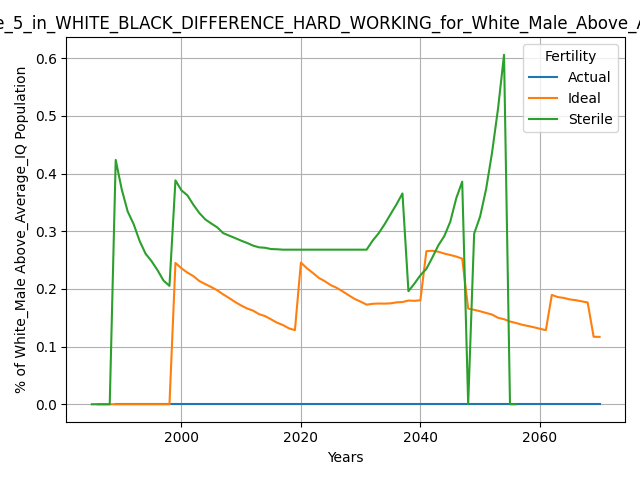 e_5_in_WHITE_BLACK_DIFFERENCE_HARD_WORKING_for_White_Male_Above_A
% of White_Male Above_Average_IQ Population
0.6
0.5
0.4
0.3
0.2
0.1
0.0
Fertility
Actual
Ideal
Sterile
2000 2020 2040 2060
Years